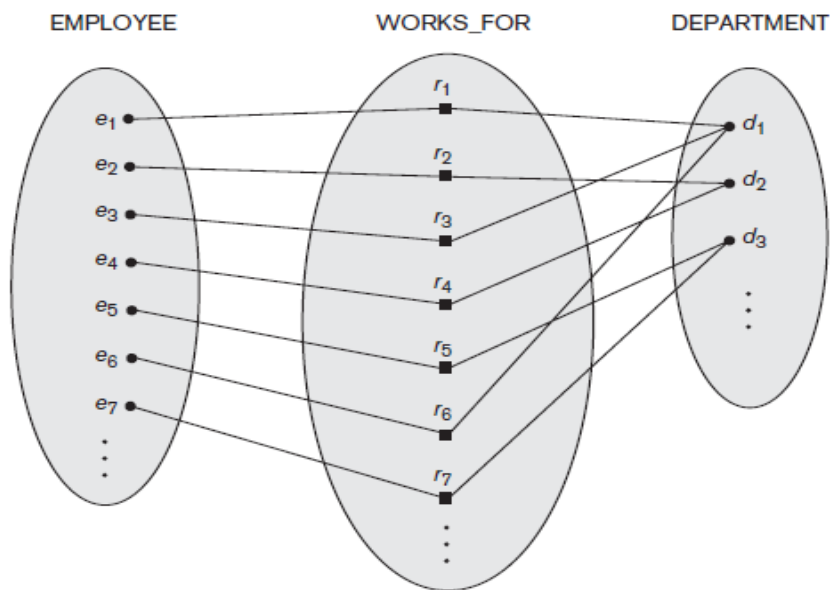 EMPLOYEE WORKS_FOR DEPARTMENT
e1
e2
e3
e4
e5
e6
e7
r1
r2
r3
r4
r5
r6
r7
d1
d2
d3